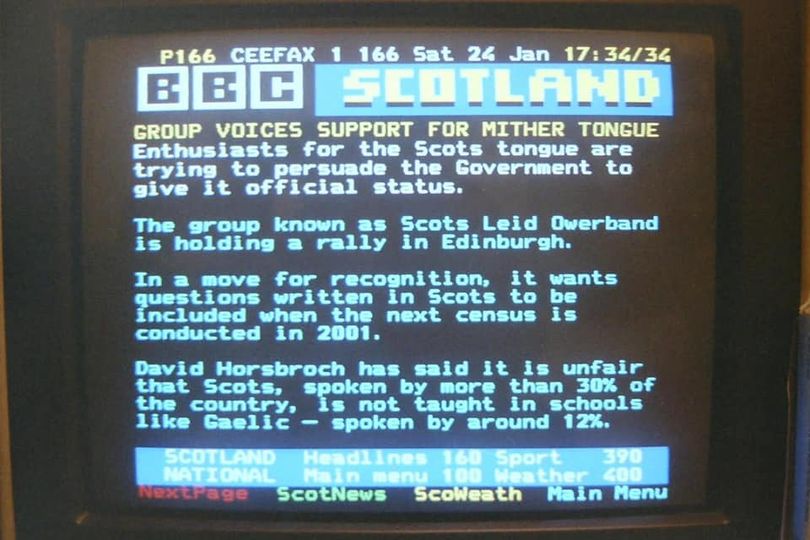 P166 CEEFAX 1 166 Sat 24 Jan 17:34/34
BBC SCOTLAND
GROUP VOICES SUPPORT FOR MITHER TONGUE
Enthusiasts for the Scots tongue are
trying to persuade the Government to
give it official status.
The group known as Scots Leid Owerband
is holding a rally in Edinburgh.
In a move for recognition, it wants
questions written in Scots to be
included when the next census is
conducted in 2001.
David Horsbroch has said it is unfair
that Scots, spoken by more than 30% of
the country, is not taught in schools
like Gaelic – spoken by around 12%.
SCOTLAND Headlines 160 Sport 390
NATIONAL Main menu 100 Weather 400
NextPage ScotNews ScoWeath Main Menu